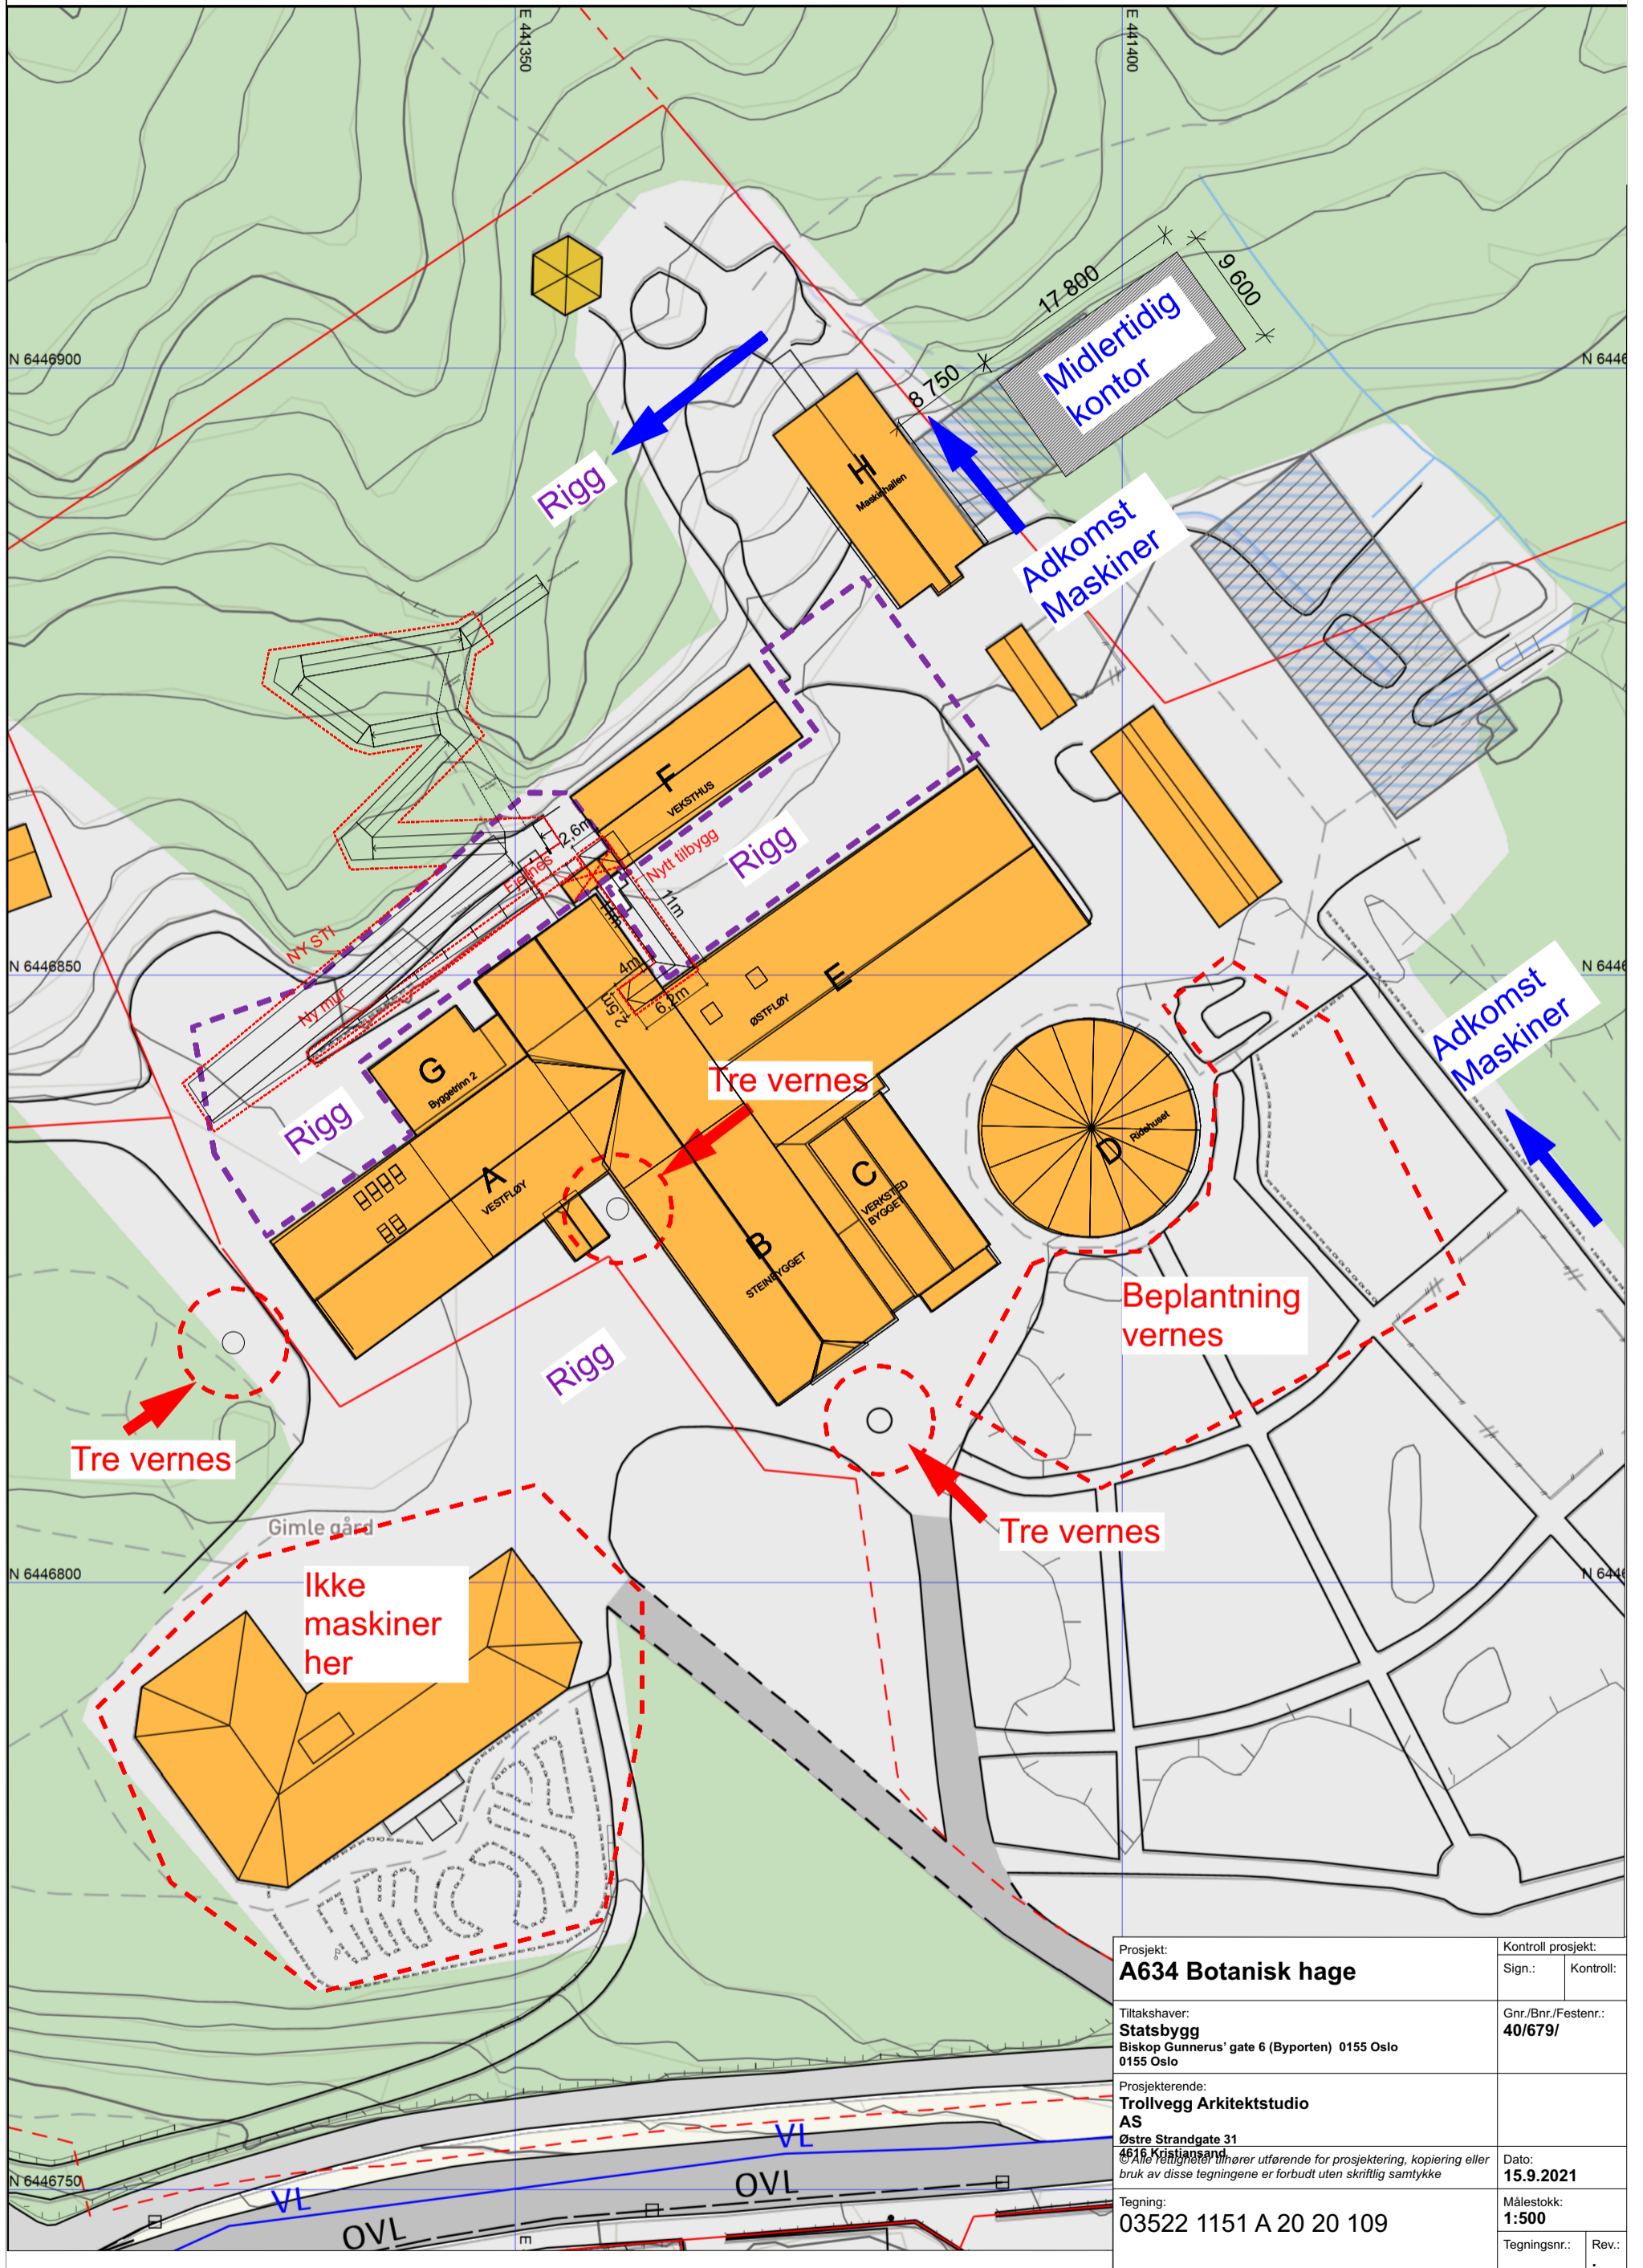 E 441350
E 441400
N 6446900
N 6446
17 800
9 600
8 750
Midlertidig
kontor
Rigg
H
Maskinhallen
Adkomst
Maskiner
F
VEKSTHUS
2,6m
Fjernes
Nytt tilbygg
Rigg
11m
11m
NY STI
Ny mur
4m
2,5m
6,2m
E
ØSTFLØY
N 6446850
N 6446
Adkomst
Maskiner
G
Byggetrinn 2
Tre vernes
Rigg
A
VESTFLØY
C
VERKSTED
BYGGET
D
Ridehuset
B
STEINBYGGET
Beplantning
vernes
Rigg
Tre vernes
Tre vernes
Gimle gård
N 6446800
N 6446
Ikke
maskiner
her
N 6446750
VL
VL
OVL
OVL
E
Prosjekt:
A634 Botanisk hage
Kontroll prosjekt:
Sign.:
Kontroll:
Tiltakshaver:
Statsbygg
Biskop Gunnerus' gate 6 (Byporten) 0155 Oslo
0155 Oslo
Gnr./Bnr./Festenr.:
40/679/
Prosjekterende:
Trollvegg Arkitektstudio
AS
Østre Strandgate 31
4616 Kristiansand
© Alle rettigheter tilhører utførende for prosjektering, kopiering eller
bruk av disse tegningene er forbudt uten skriftlig samtykke
Dato:
15.9.2021
Tegning:
03522 1151 A 20 20 109
Målestokk:
1:500
Tegningsnr.:
Rev.: